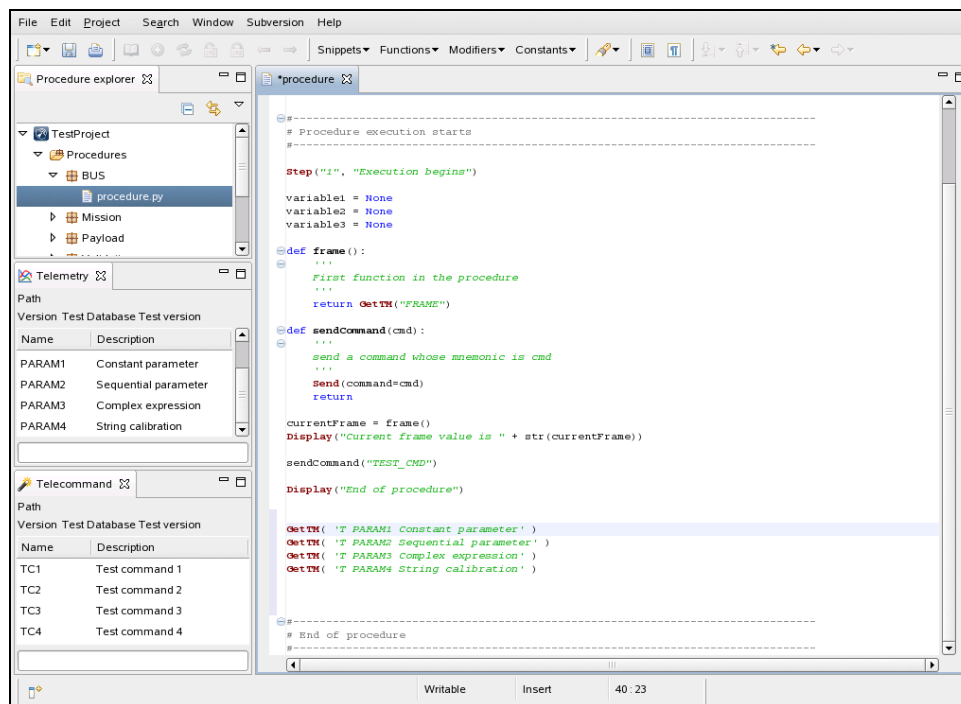 File Edit Project Search Window Subversion Help
Snippets Functions Modifiers Constants
Procedure explorer
TestProject
Procedures
BUS
procedure.py
Mission
Payload
Telemetry
Path
Version Test Database Test version
Name Description
PARAM1 Constant parameter
PARAM2 Sequential parameter
PARAM3 Complex expression
PARAM4 String calibration
Telecommand
Path
Version Test Database Test version
Name Description
TC1 Test command 1
TC2 Test command 2
TC3 Test command 3
TC4 Test command 4
*procedure
#--------------------------------------------------------------------------------
# Procedure execution starts
#--------------------------------------------------------------------------------
Step("1", "Execution begins")
variable1 = None
variable2 = None
variable3 = None
def frame():
'''
First function in the procedure
'''
return GetTM("FRAME")
def sendCommand(cmd):
'''
send a command whose mnemonic is cmd
'''
Send(command=cmd)
return
currentFrame = frame()
Display("Current frame value is " + str(currentFrame))
sendCommand("TEST_CMD")
Display("End of procedure")
GetTM( 'T PARAM1 Constant parameter' )
GetTM( 'T PARAM2 Sequential parameter' )
GetTM( 'T PARAM3 Complex expression' )
GetTM( 'T PARAM4 String calibration' )
#--------------------------------------------------------------------------------
# End of procedure
#--------------------------------------------------------------------------------
Writable Insert 40:23